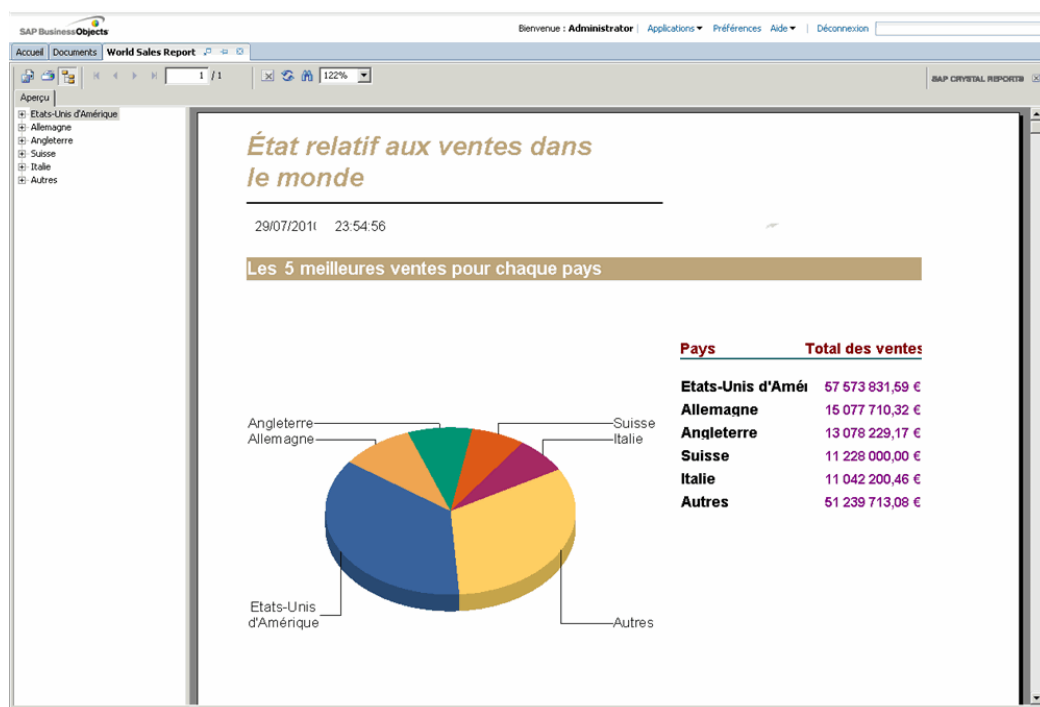 SAP BusinessObjects
Bienvenue : Administrator | Applications Préférences Aide | Déconnexion
Accueil Documents World Sales Report
1 / 1 122% SAP CRYSTAL REPORTS
Aperçu
Etats-Unis d'Amérique
Allemagne
Angleterre
Suisse
Italie
Autres
État relatif aux ventes dans
le monde
29/07/201( 23:54:56
Les 5 meilleures ventes pour chaque pays
Pays Total des ventes
Etats-Unis d'Amér 57 573 831,59 €
Allemagne 15 077 710,32 €
Angleterre 13 078 229,17 €
Suisse 11 228 000,00 €
Italie 11 042 200,46 €
Autres 51 239 713,08 €
Angleterre
Allemagne
Suisse
Italie
Etats-Unis
d'Amérique
Autres